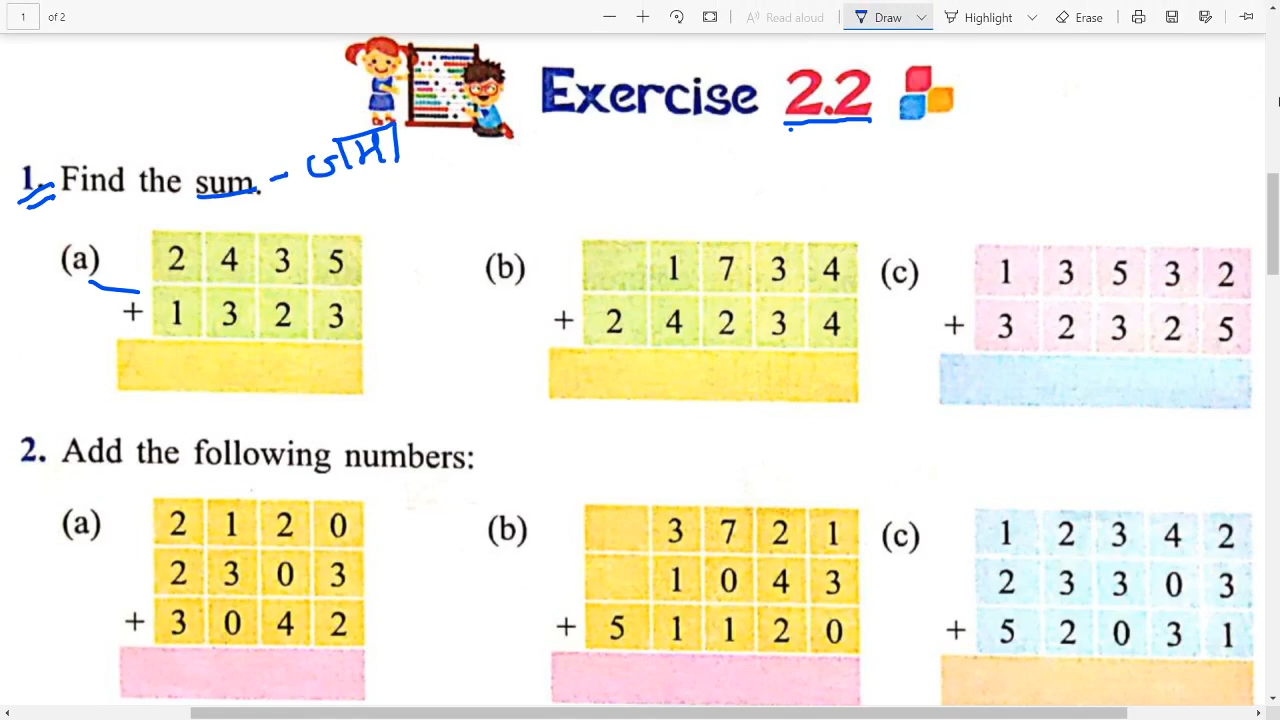 1 of 2 Read aloud Draw Highlight Erase
Exercise 2.2
1. Find the sum. - जमा
(a) 2 4 3 5
+ 1 3 2 3
(b) 1 7 3 4
+ 2 4 2 3 4
(c) 1 3 5 3 2
+ 3 2 3 2 5
2. Add the following numbers:
(a) 2 1 2 0
2 3 0 3
+ 3 0 4 2
(b) 3 7 2 1
1 0 4 3
+ 5 1 1 2 0
(c) 1 2 3 4 2
2 3 3 0 3
+ 5 2 0 3 1